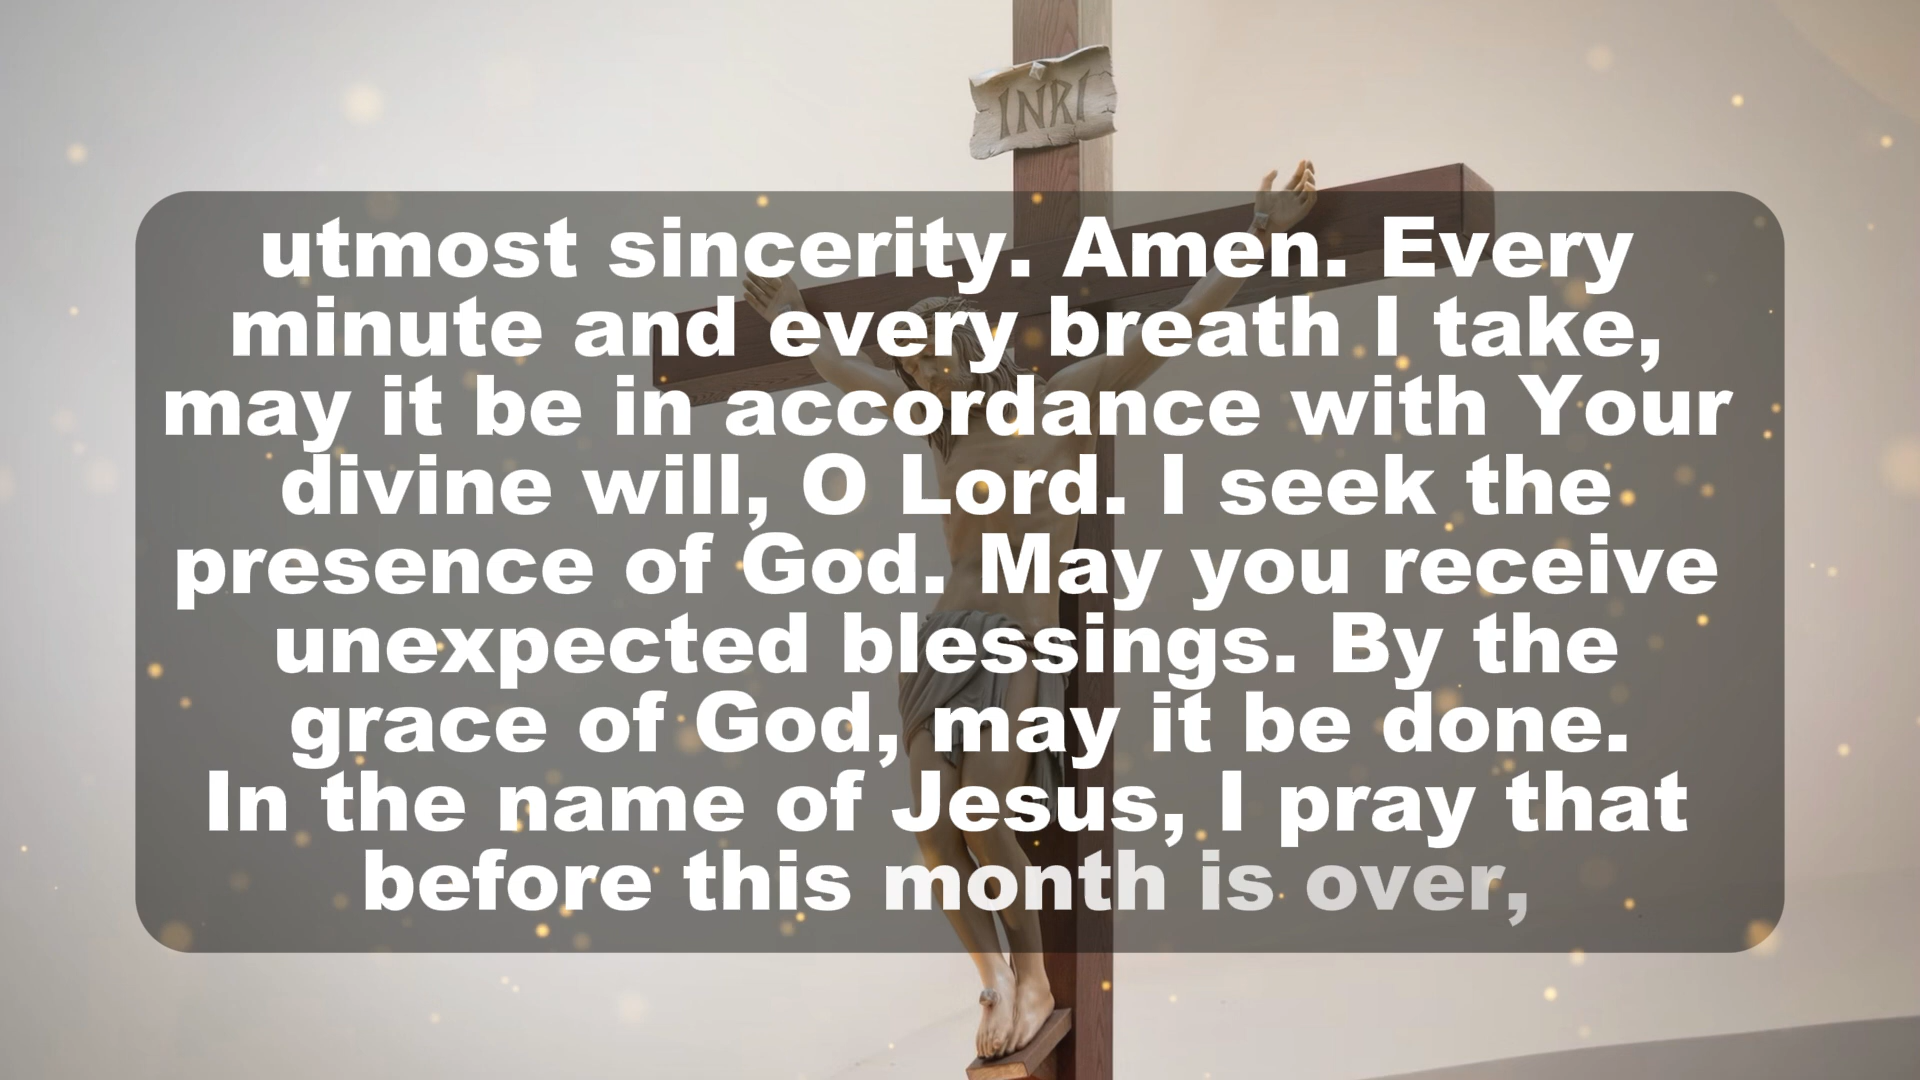 INRI
utmost sincerity. Amen. Every
minute and every breath I take,
may it be in accordance with Your
divine will, O Lord. I seek the
presence of God. May you receive
unexpected blessings. By the
grace of God, may it be done.
In the name of Jesus, I pray that
before this month is over,